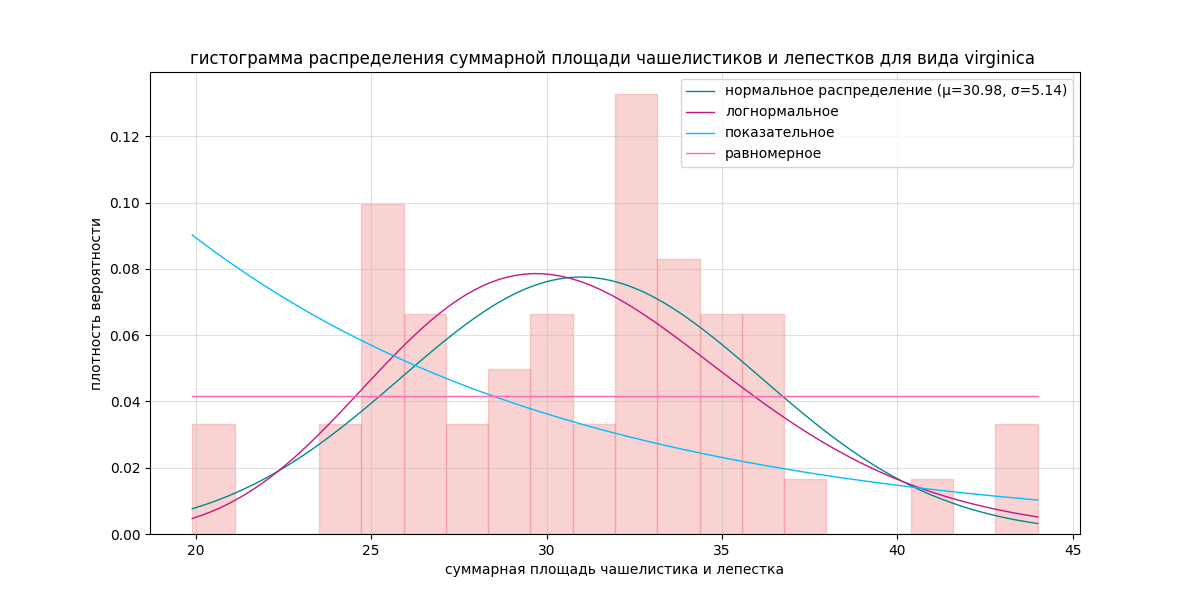 гистограмма распределения суммарной площади чашелистиков и лепестков для вида virginica
нормальное распределение (μ=30.98, σ=5.14)
логнормальное
показательное
равномерное
плотность вероятности
0.12
0.10
0.08
0.06
0.04
0.02
0.00
20 25 30 35 40 45
суммарная площадь чашелистика и лепестка